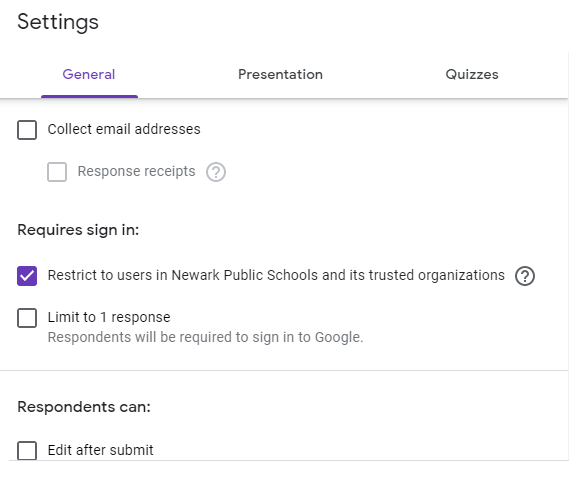 Settings
General Presentation Quizzes
Collect email addresses
Response receipts ?
Requires sign in:
Restrict to users in Newark Public Schools and its trusted organizations ?
Limit to 1 response
Respondents will be required to sign in to Google.
Respondents can:
Edit after submit